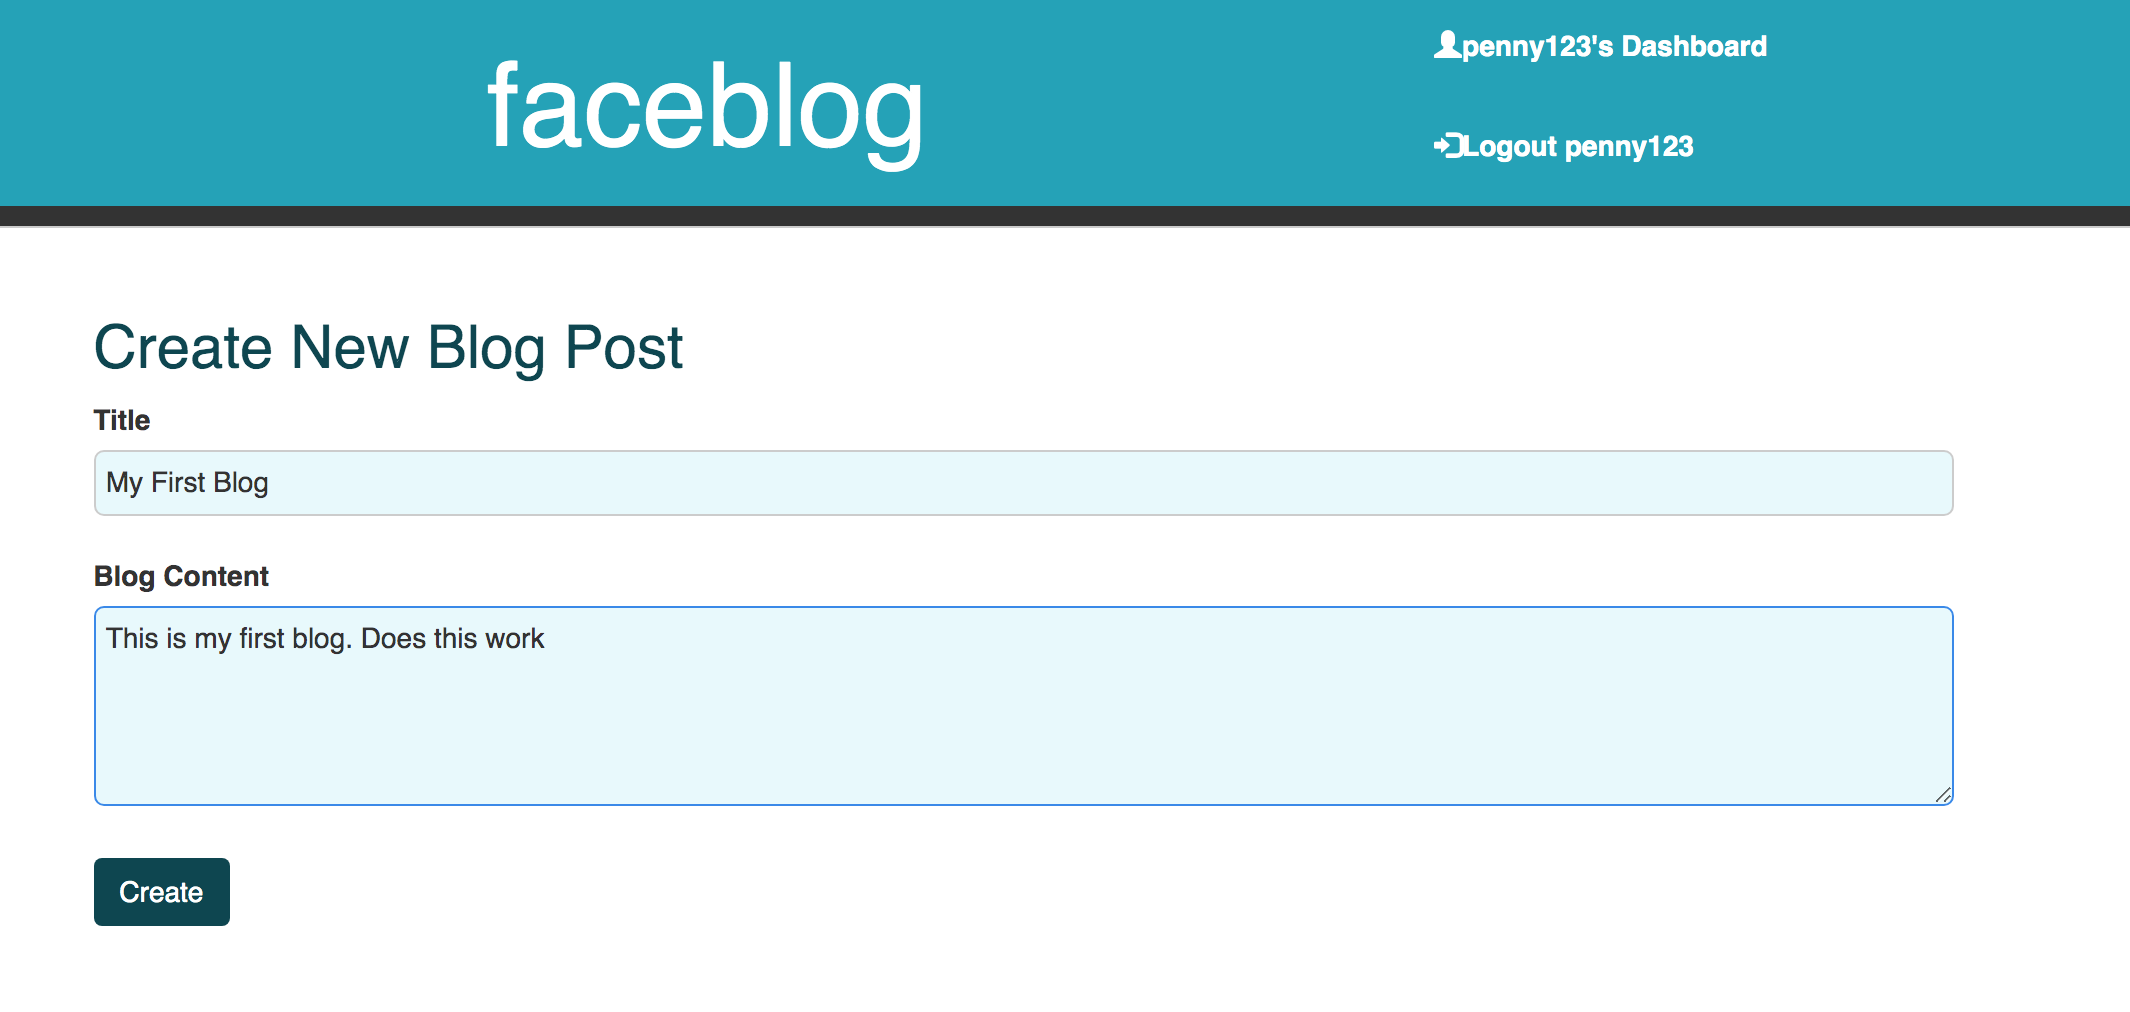 faceblog
penny123's Dashboard
Logout penny123
Create New Blog Post
Title
My First Blog
Blog Content
This is my first blog. Does this work
Create